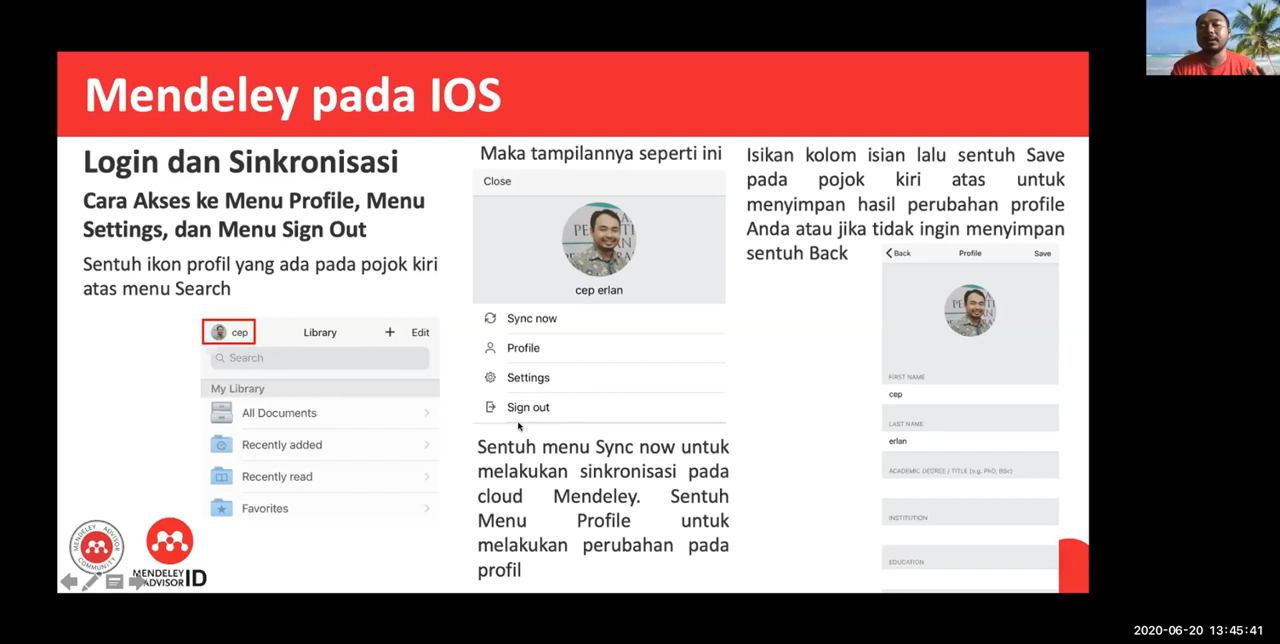 Mendeley pada IOS
Login dan Sinkronisasi
Cara Akses ke Menu Profile, Menu
Settings, dan Menu Sign Out
Sentuh ikon profil yang ada pada pojok kiri
atas menu Search
cep
Library
+
Edit
Search
My Library
All Documents
Recently added
Recently read
Favorites
MENDELEY ADVISOR
COMMUNITY
MENDELEY
ADVISOR ID
Maka tampilannya seperti ini
Close
cep erlan
Sync now
Profile
Settings
Sign out
Sentuh menu Sync now untuk
melakukan sinkronisasi pada
cloud Mendeley. Sentuh
Menu Profile untuk
melakukan perubahan pada
profil
Isikan kolom isian lalu sentuh Save
pada pojok kiri atas untuk
menyimpan hasil perubahan profile
Anda atau jika tidak ingin menyimpan
sentuh Back
Back
Profile
Save
FIRST NAME
cep
LAST NAME
erlan
ACADEMIC DEGREE / TITLE (e.g. PhD, BSc)
INSTITUTION
EDUCATION
2020-06-20 13:45:41